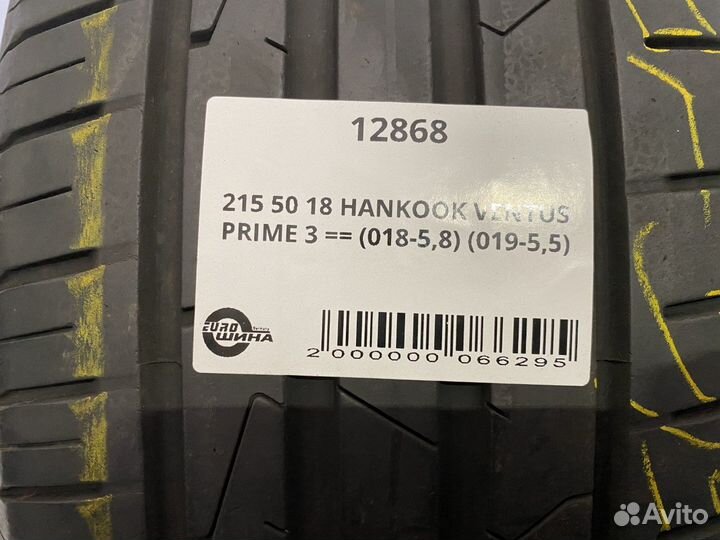 12868
215 50 18 HANKOOK VENTUS
PRIME 3 == (018-5,8) (019-5,5)
EURO
ШИНА
2 000000 066295
Avito